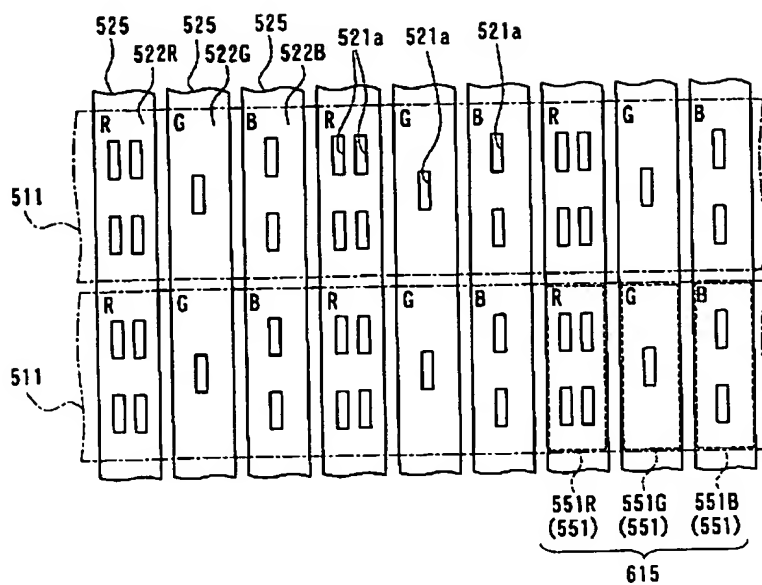 525 525 525 521a 521a 521a
522R 522G 522B
R G B R G B R G B
511
R G B R G B R G B
511
551R 551G 551B
(551) (551) (551)
615